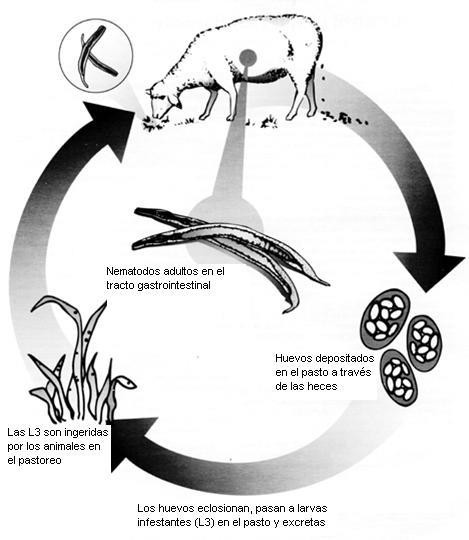 Nematodos adultos en el
tracto gastrointestinal
Huevos depositados
en el pasto a través
de las heces
Las L3 son ingeridas
por los animales en
el pastoreo
Los huevos eclosionan, pasan a larvas
infestantes (L3) en el pasto y excretas